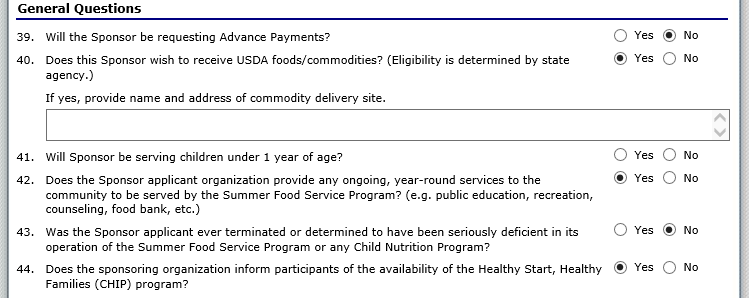 General Questions
39. Will the Sponsor be requesting Advance Payments? Yes No
40. Does this Sponsor wish to receive USDA foods/commodities? (Eligibility is determined by state Yes No
agency.)
If yes, provide name and address of commodity delivery site.
41. Will Sponsor be serving children under 1 year of age? Yes No
42. Does the Sponsor applicant organization provide any ongoing, year-round services to the Yes No
community to be served by the Summer Food Service Program? (e.g. public education, recreation,
counseling, food bank, etc.)
43. Was the Sponsor applicant ever terminated or determined to have been seriously deficient in its Yes No
operation of the Summer Food Service Program or any Child Nutrition Program?
44. Does the sponsoring organization inform participants of the availability of the Healthy Start, Healthy Yes No
Families (CHIP) program?